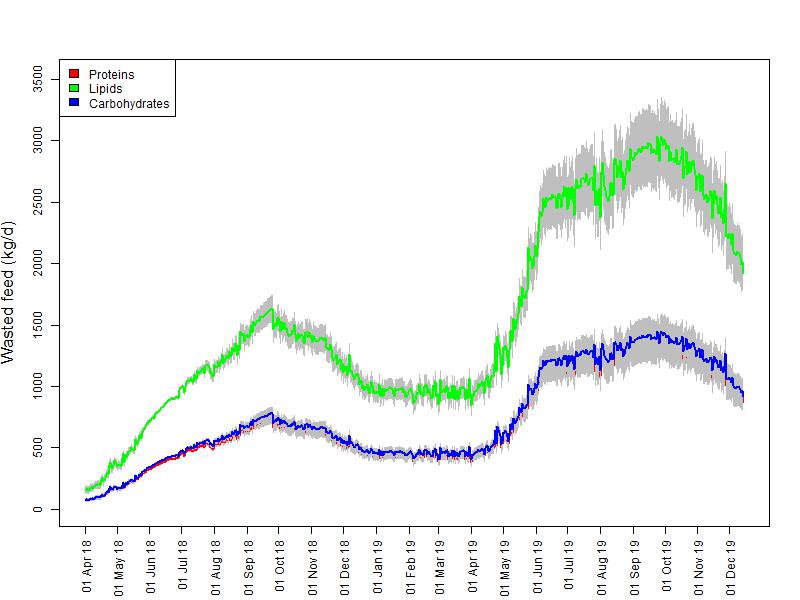 Proteins
Lipids
Carbohydrates
Wasted feed (kg/d)
3500
3000
2500
2000
1500
1000
500
0
01 Apr 18
01 May 18
01 Jun 18
01 Jul 18
01 Aug 18
01 Sep 18
01 Oct 18
01 Nov 18
01 Dec 18
01 Jan 19
01 Feb 19
01 Mar 19
01 Apr 19
01 May 19
01 Jun 19
01 Jul 19
01 Aug 19
01 Sep 19
01 Oct 19
01 Nov 19
01 Dec 19